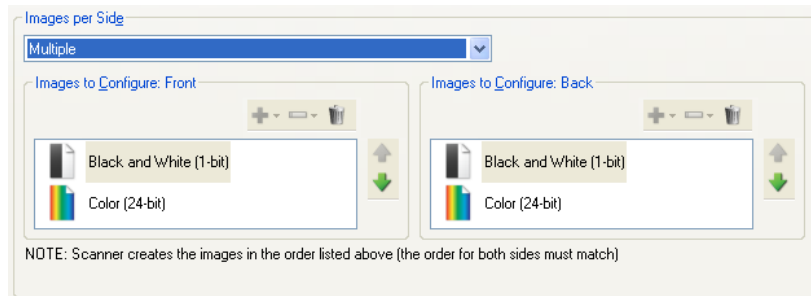 Images per Side
Multiple
Images to Configure: Front
Images to Configure: Back
Black and White (1-bit)
Color (24-bit)
Black and White (1-bit)
Color (24-bit)
NOTE: Scanner creates the images in the order listed above (the order for both sides must match)